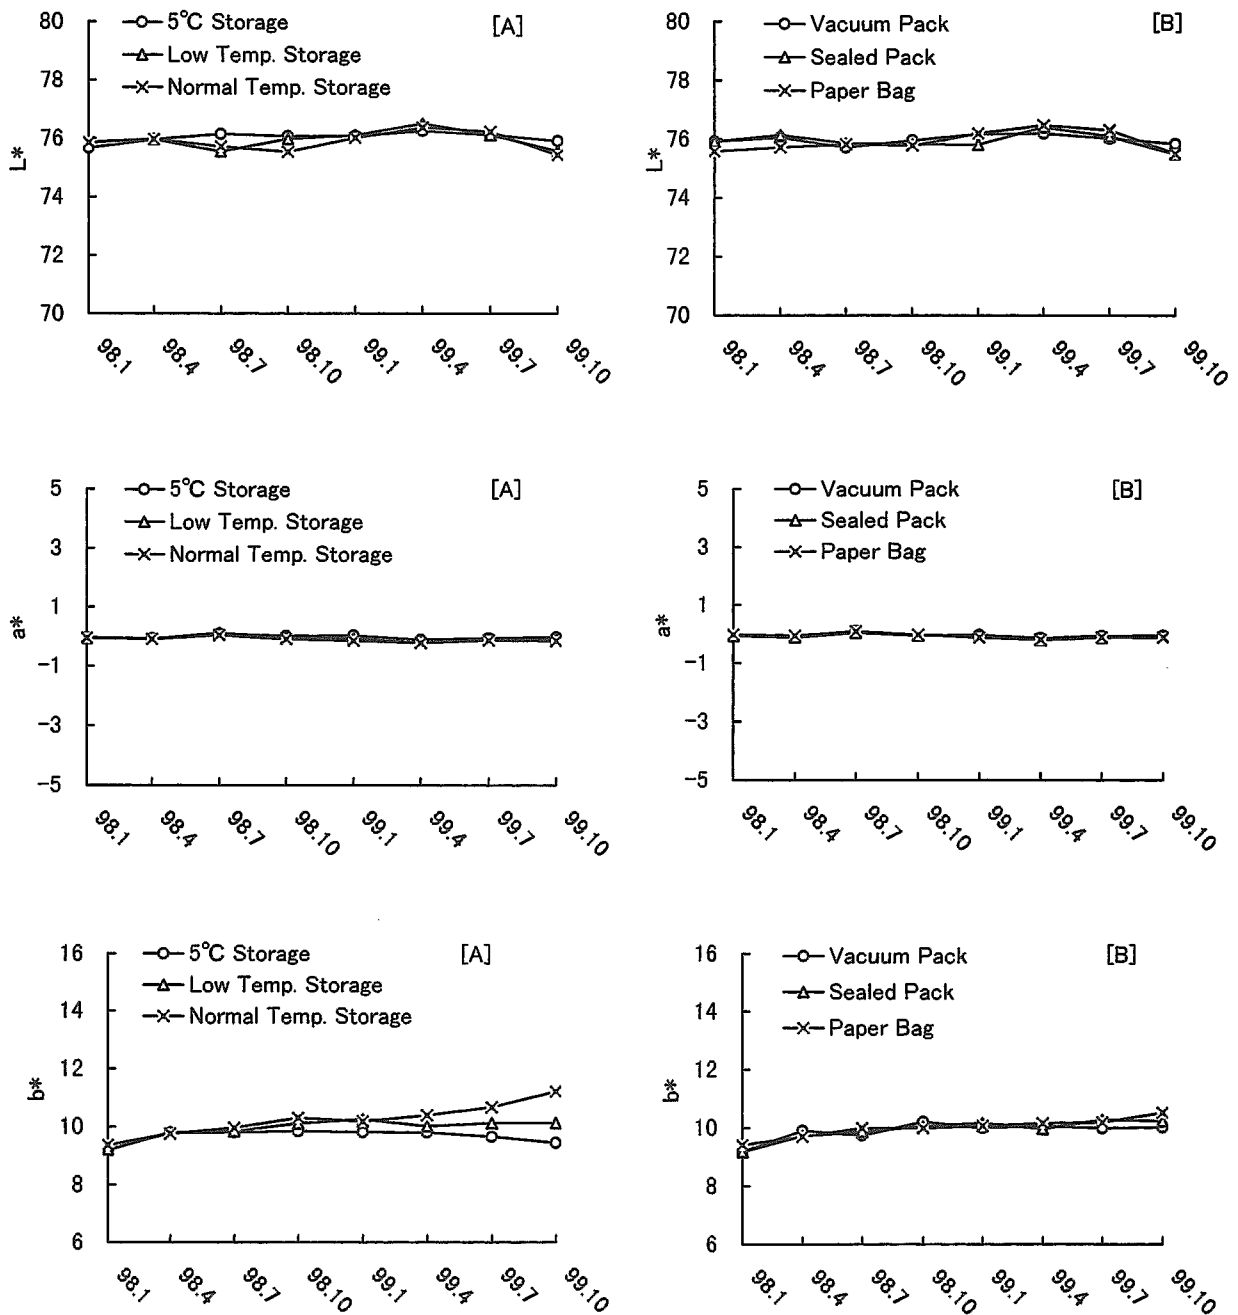 80
78
76
74
72
70
L*
5℃ Storage
Low Temp. Storage
Normal Temp. Storage
[A]
98.1
98.4
98.7
98.10
99.1
99.4
99.7
99.10
80
78
76
74
72
70
L*
Vacuum Pack
Sealed Pack
Paper Bag
[B]
98.1
98.4
98.7
98.10
99.1
99.4
99.7
99.10
5
3
1
-1
-3
-5
a*
5℃ Storage
Low Temp. Storage
Normal Temp. Storage
[A]
98.1
98.4
98.7
98.10
99.1
99.4
99.7
99.10
5
3
1
-1
-3
-5
a*
Vacuum Pack
Sealed Pack
Paper Bag
[B]
98.1
98.4
98.7
98.10
99.1
99.4
99.7
99.10
16
14
12
10
8
6
b*
5℃ Storage
Low Temp. Storage
Normal Temp. Storage
[A]
98.1
98.4
98.7
98.10
99.1
99.4
99.7
99.10
16
14
12
10
8
6
b*
Vacuum Pack
Sealed Pack
Paper Bag
[B]
98.1
98.4
98.7
98.10
99.1
99.4
99.7
99.10